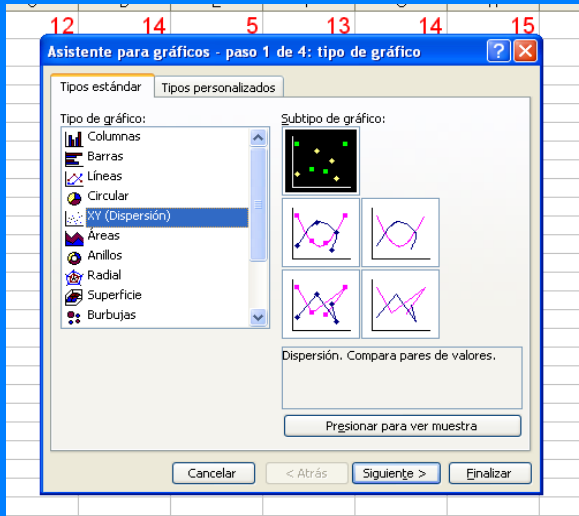 12 14 5 13 14 15
Asistente para gráficos - paso 1 de 4: tipo de gráfico
Tipos estándar Tipos personalizados
Tipo de gráfico: Subtipo de gráfico:
Columnas
Barras
Líneas
Circular
XY (Dispersión)
Áreas
Anillos
Radial
Superficie
Burbujas
Dispersión. Compara pares de valores.
Presionar para ver muestra
Cancelar < Atrás Siguiente > Finalizar